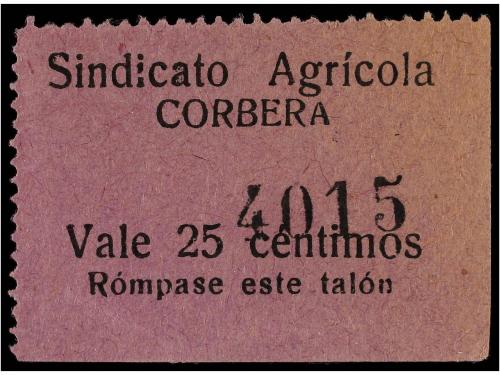 Sindicato Agrícola
CORBERA
4015
Vale 25 céntimos
Rómpase este talón